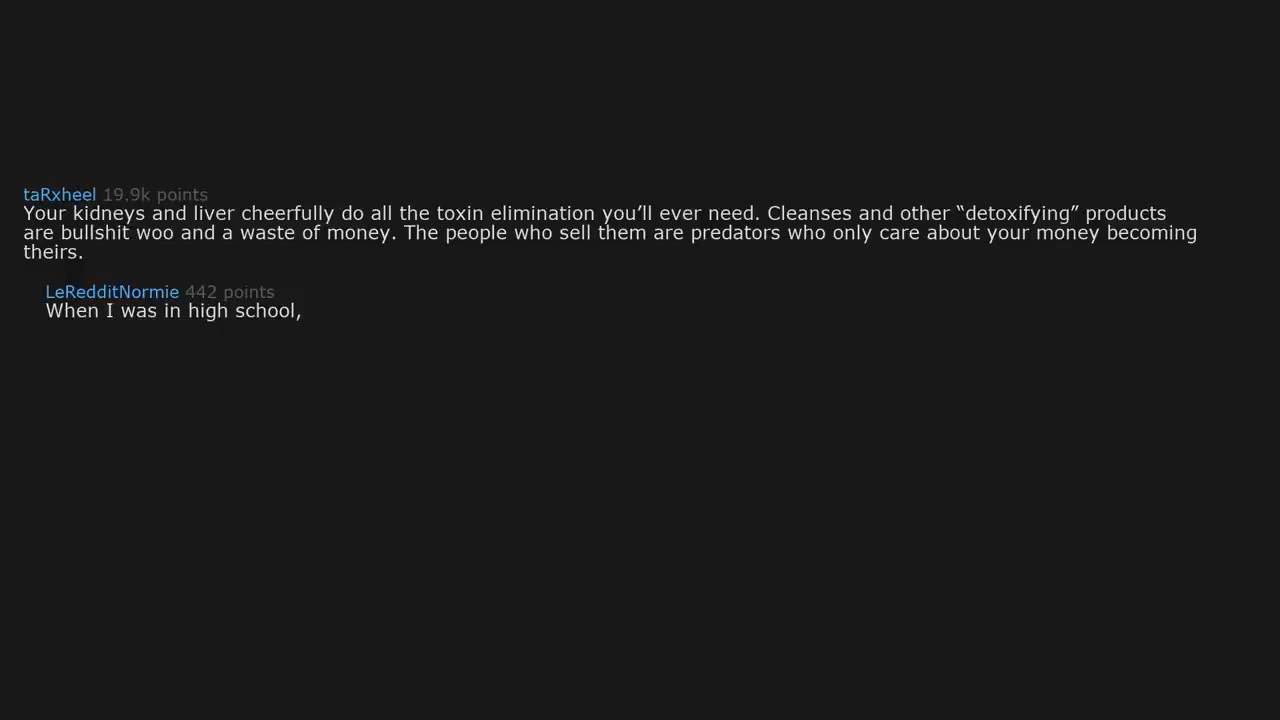 taRxheel 19.9k points
Your kidneys and liver cheerfully do all the toxin elimination you’ll ever need. Cleanses and other “detoxifying” products
are bullshit woo and a waste of money. The people who sell them are predators who only care about your money becoming
theirs.
LeRedditNormie 442 points
When I was in high school,